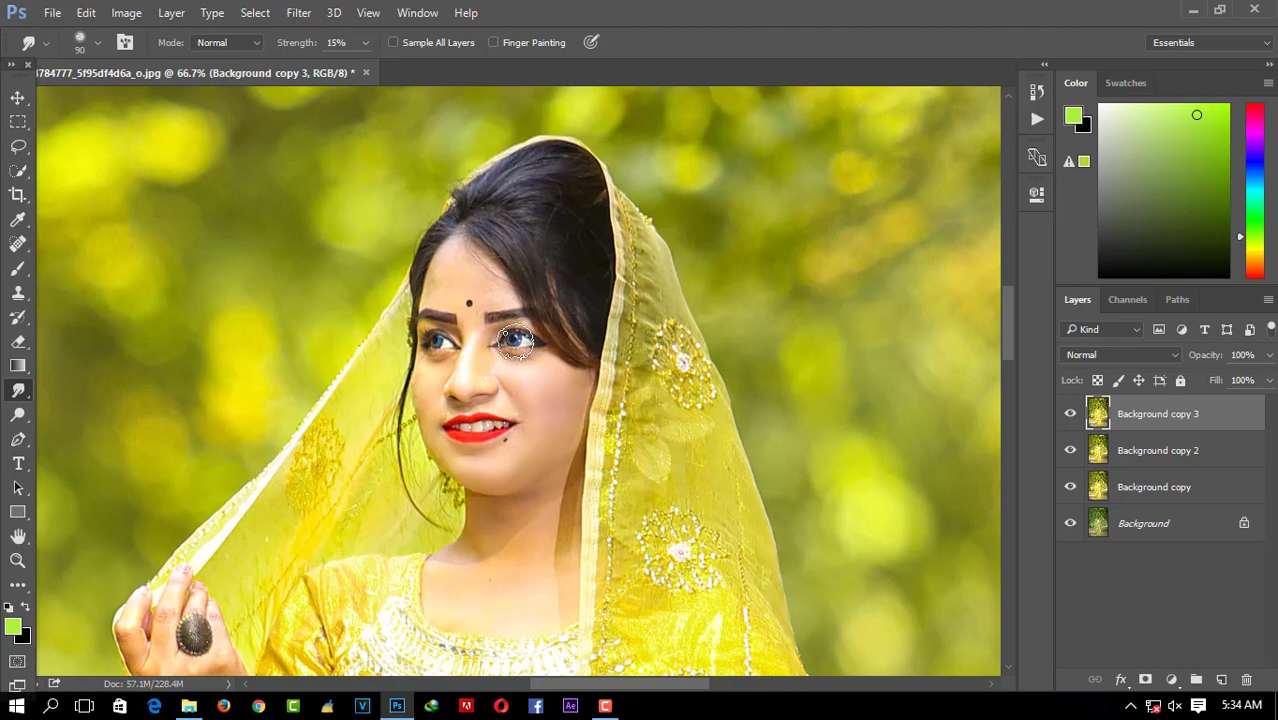 Ps File Edit Image Layer Type Select Filter 3D View Window Help
90 Mode: Normal Strength: 15% Sample All Layers Finger Painting Essentials
4784777_5f95df4d6a_o.jpg @ 66.7% (Background copy 3, RGB/8) *
Color Swatches
Layers Channels Paths
Kind
Normal Opacity: 100%
Lock: Fill: 100%
Background copy 3
Background copy 2
Background copy
Background
Doc: 57.1M/228.4M
5:34 AM